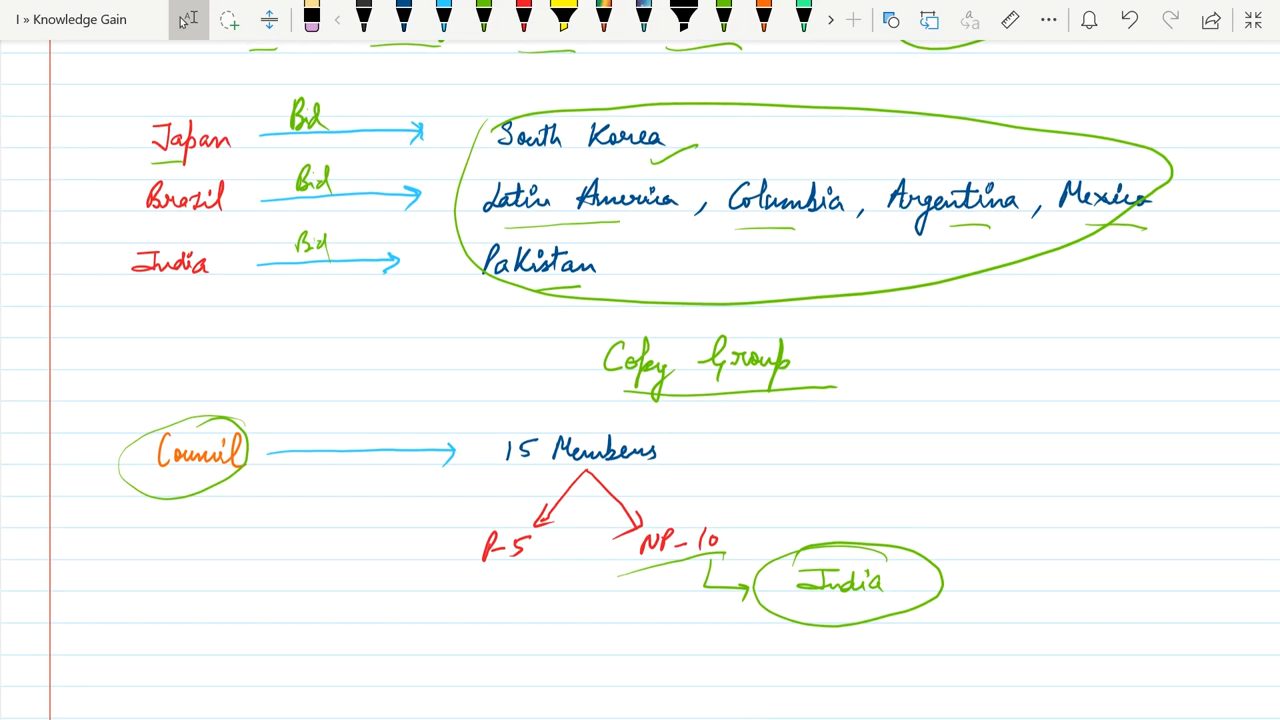 I » Knowledge Gain
Japan Bid South Korea
Brazil Bid Latin America , Columbia , Argentina , Mexico
India Bid Pakistan
Copy Group
Council 15 Members
P-5 NP-10
India